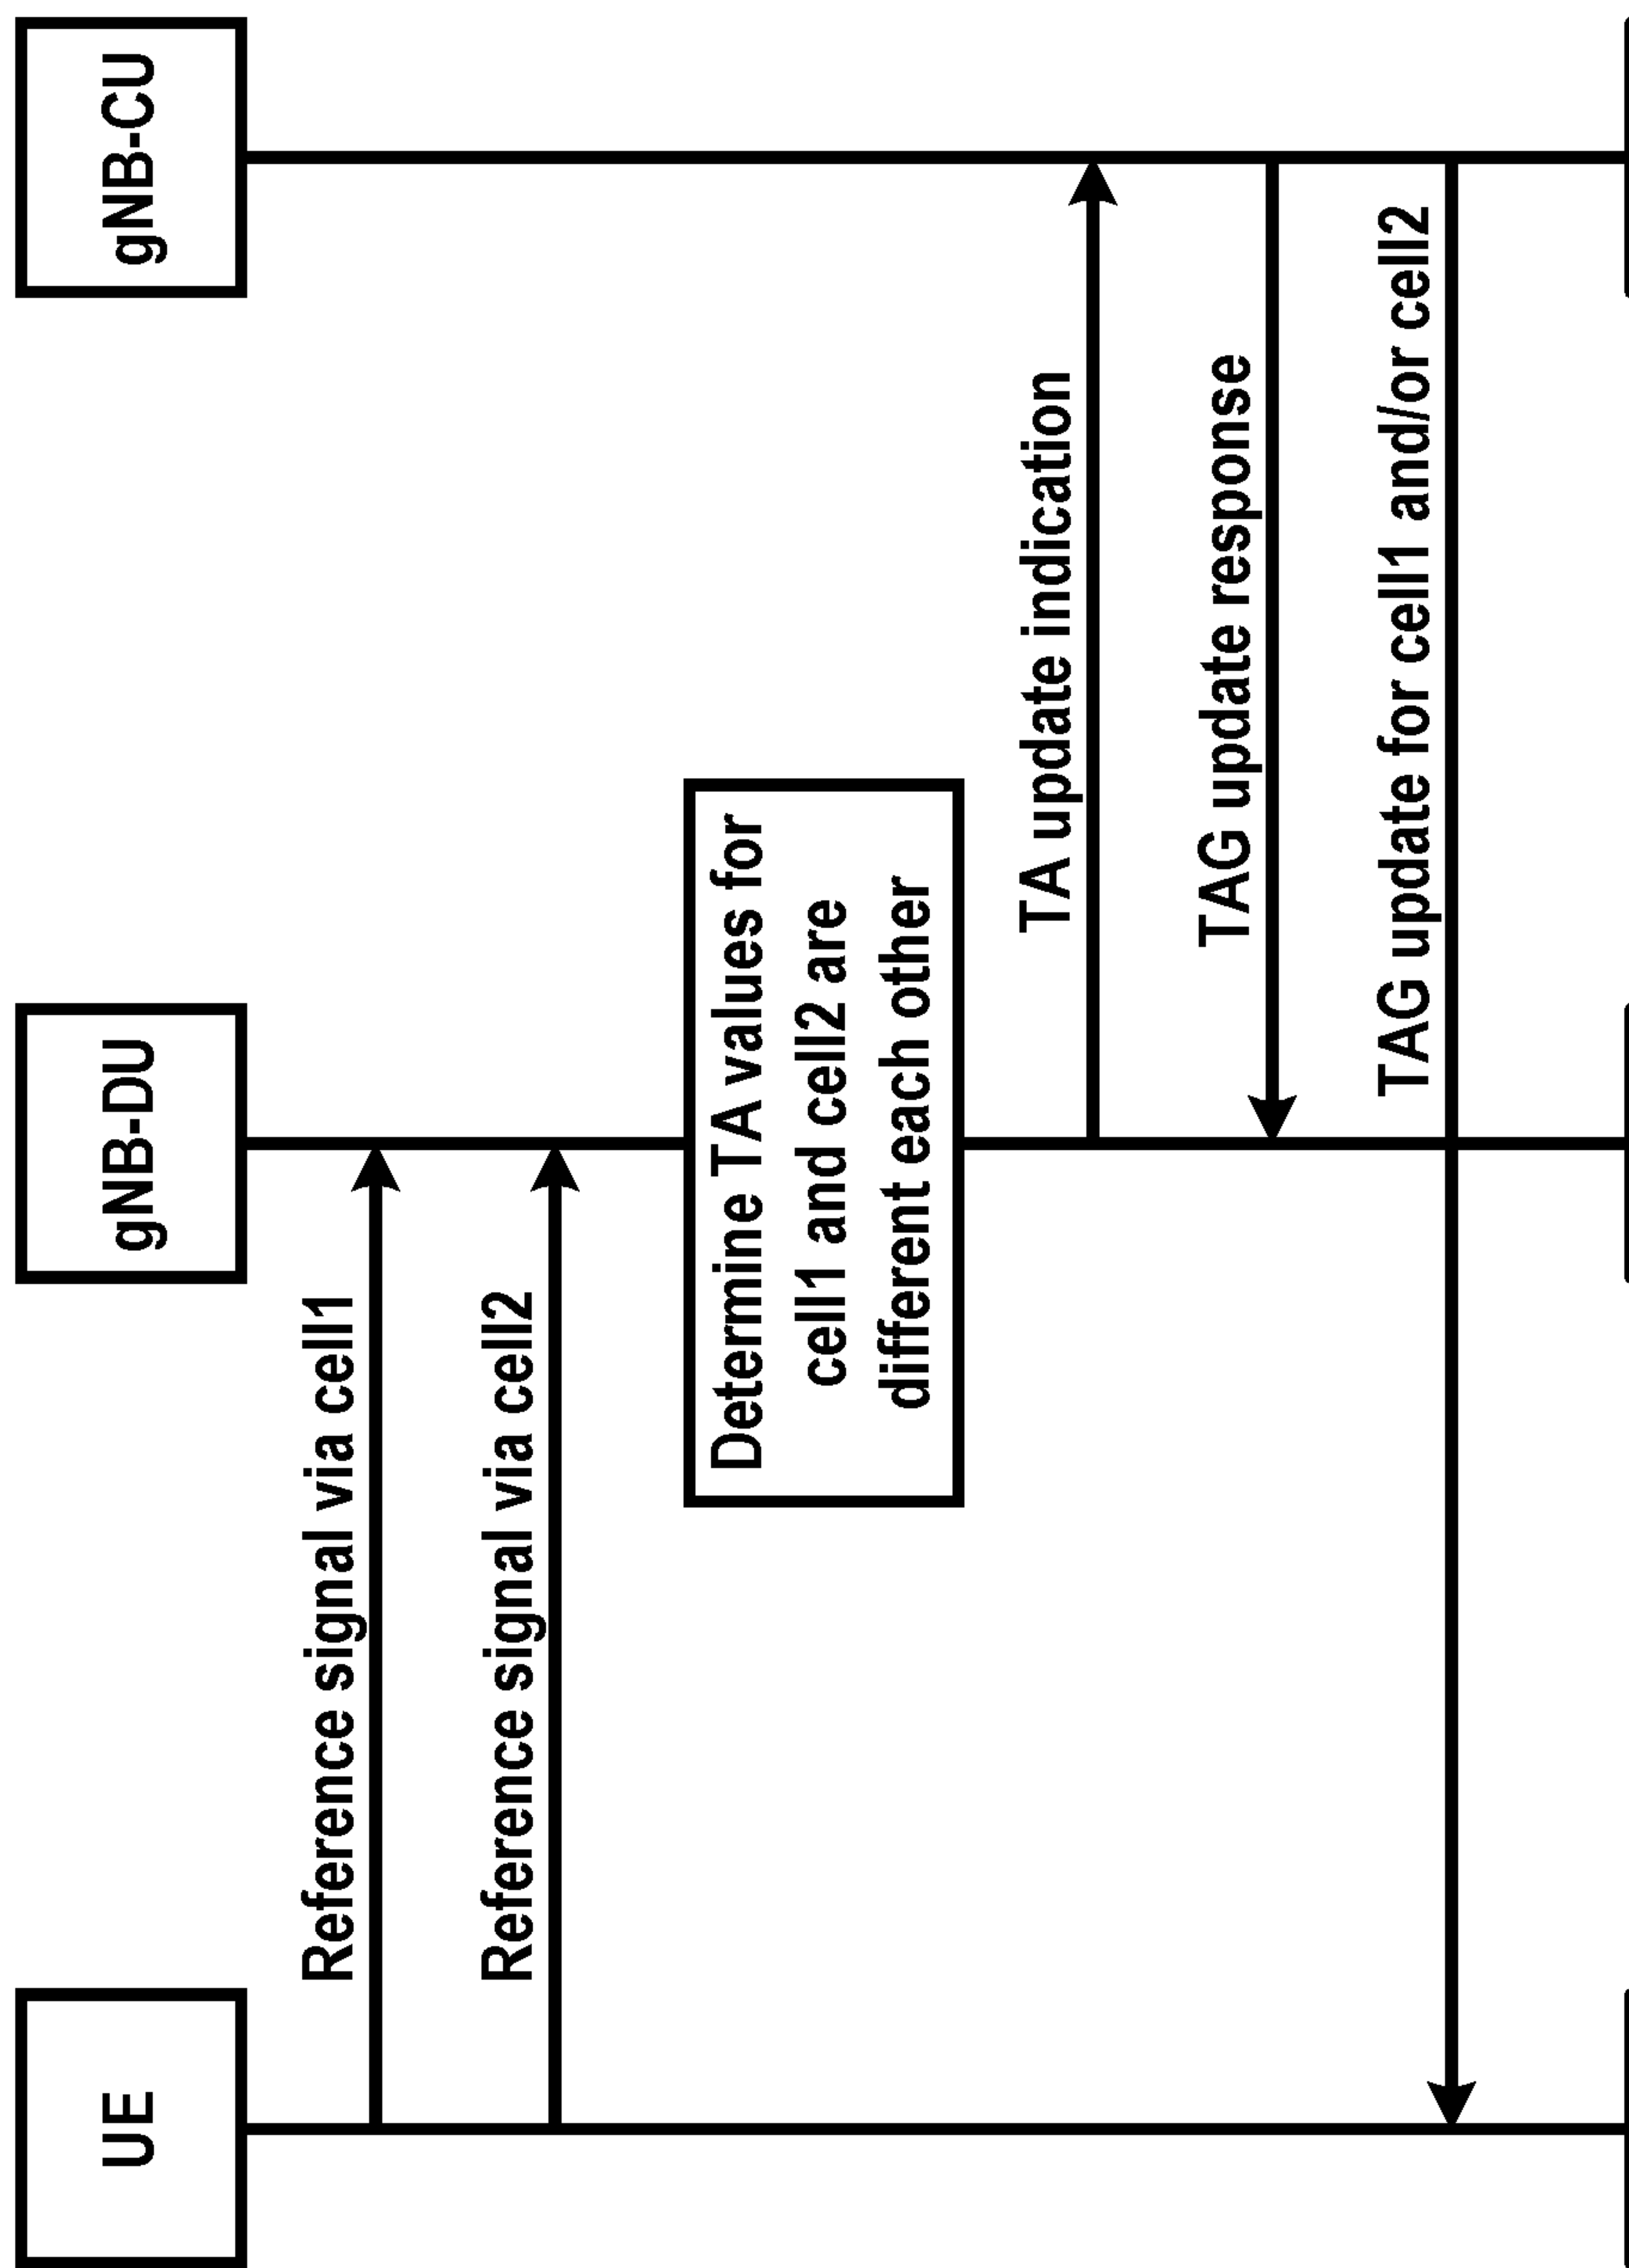 UE
gNB-DU
gNB-CU
Reference signal via cell1
Reference signal via cell2
Determine TA values for
cell1 and cell2 are
different each other
TA update indication
TAG update response
TAG update for cell1 and/or cell2